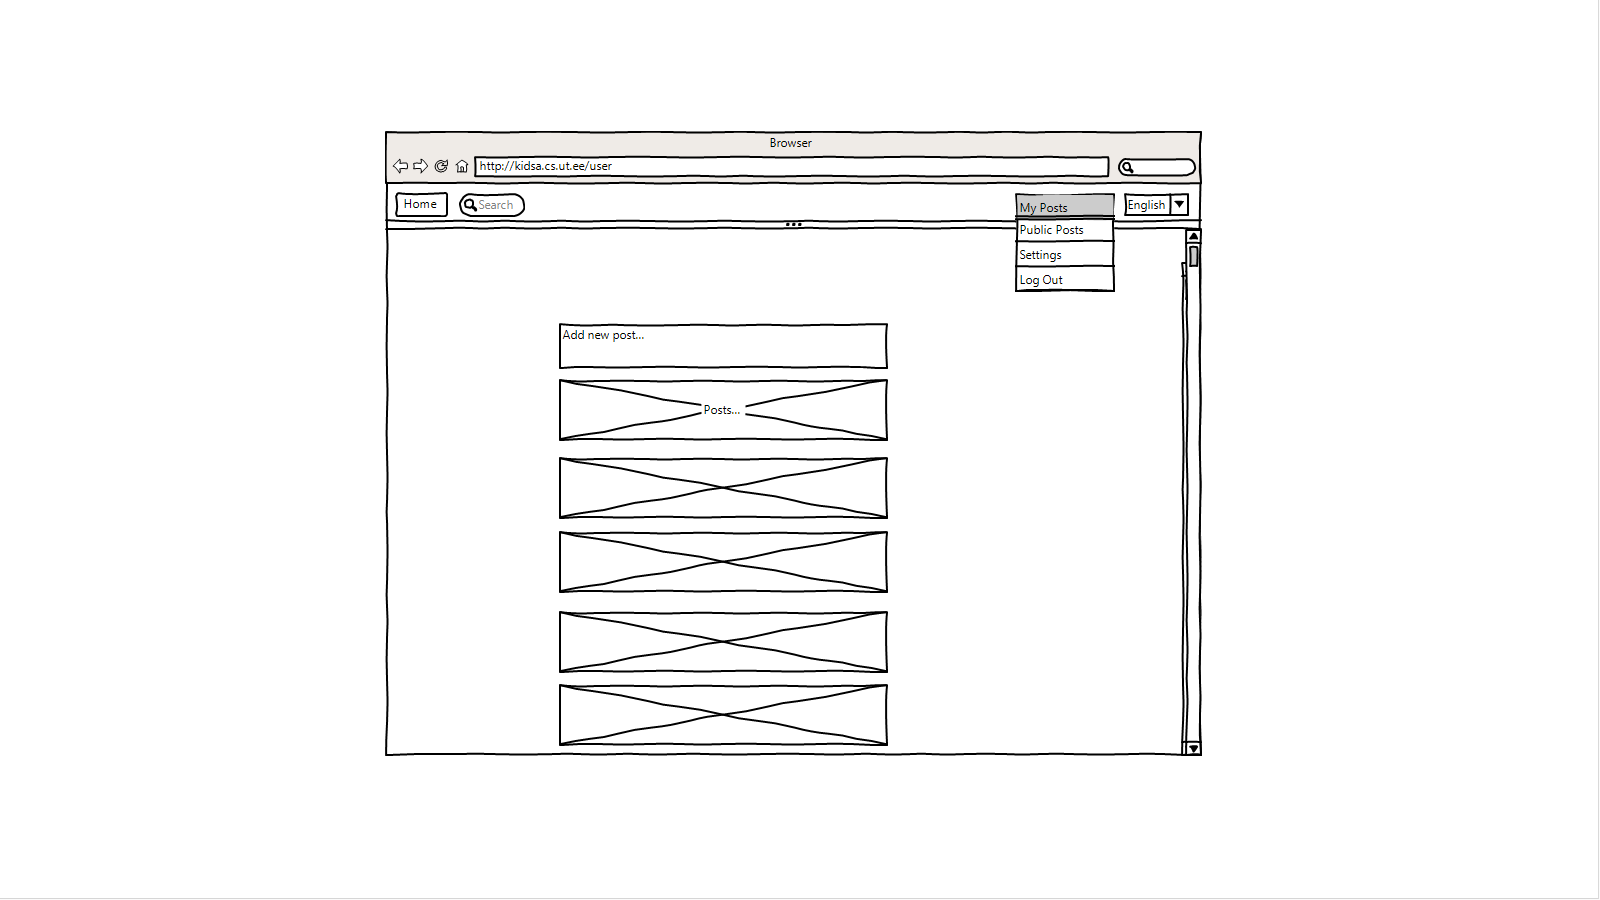 Browser
http://kidsa.cs.ut.ee/user
Home
Search
My Posts
English
Public Posts
Settings
Log Out
Add new post...
Posts...